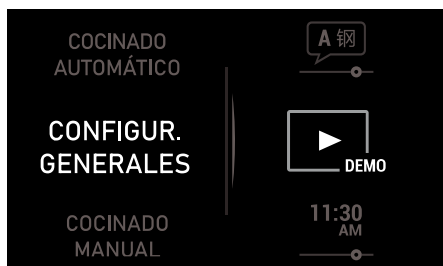 COCINADO
AUTOMÁTICO
A 钢
CONFIGUR.
GENERALES
DEMO
COCINADO
MANUAL
11:30
AM